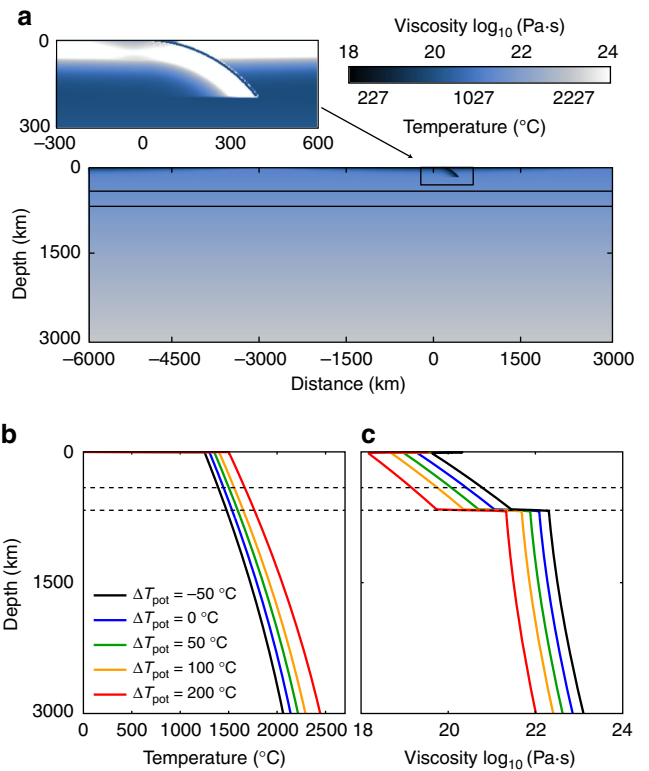 a
Viscosity log10 (Pa·s)
18 20 22 24
227 1027 2227
Temperature (°C)
0
300
−300 0 300 600
0
1500
3000
Depth (km)
−6000 −4500 −3000 −1500 0 1500 3000
Distance (km)
b
0
1500
3000
Depth (km)
ΔTpot = −50 °C
ΔTpot = 0 °C
ΔTpot = 50 °C
ΔTpot = 100 °C
ΔTpot = 200 °C
0 500 1000 1500 2000 2500
Temperature (°C)
c
18 20 22 24
Viscosity log10 (Pa·s)